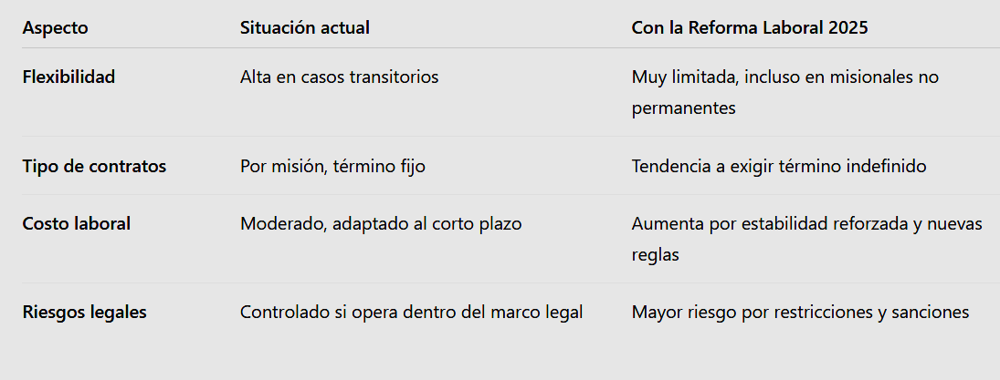 Aspecto Situación actual Con la Reforma Laboral 2025
Flexibilidad Alta en casos transitorios Muy limitada, incluso en misionales no
permanentes
Tipo de contratos Por misión, término fijo Tendencia a exigir término indefinido
Costo laboral Moderado, adaptado al corto plazo Aumenta por estabilidad reforzada y nuevas
reglas
Riesgos legales Controlado si opera dentro del marco legal Mayor riesgo por restricciones y sanciones